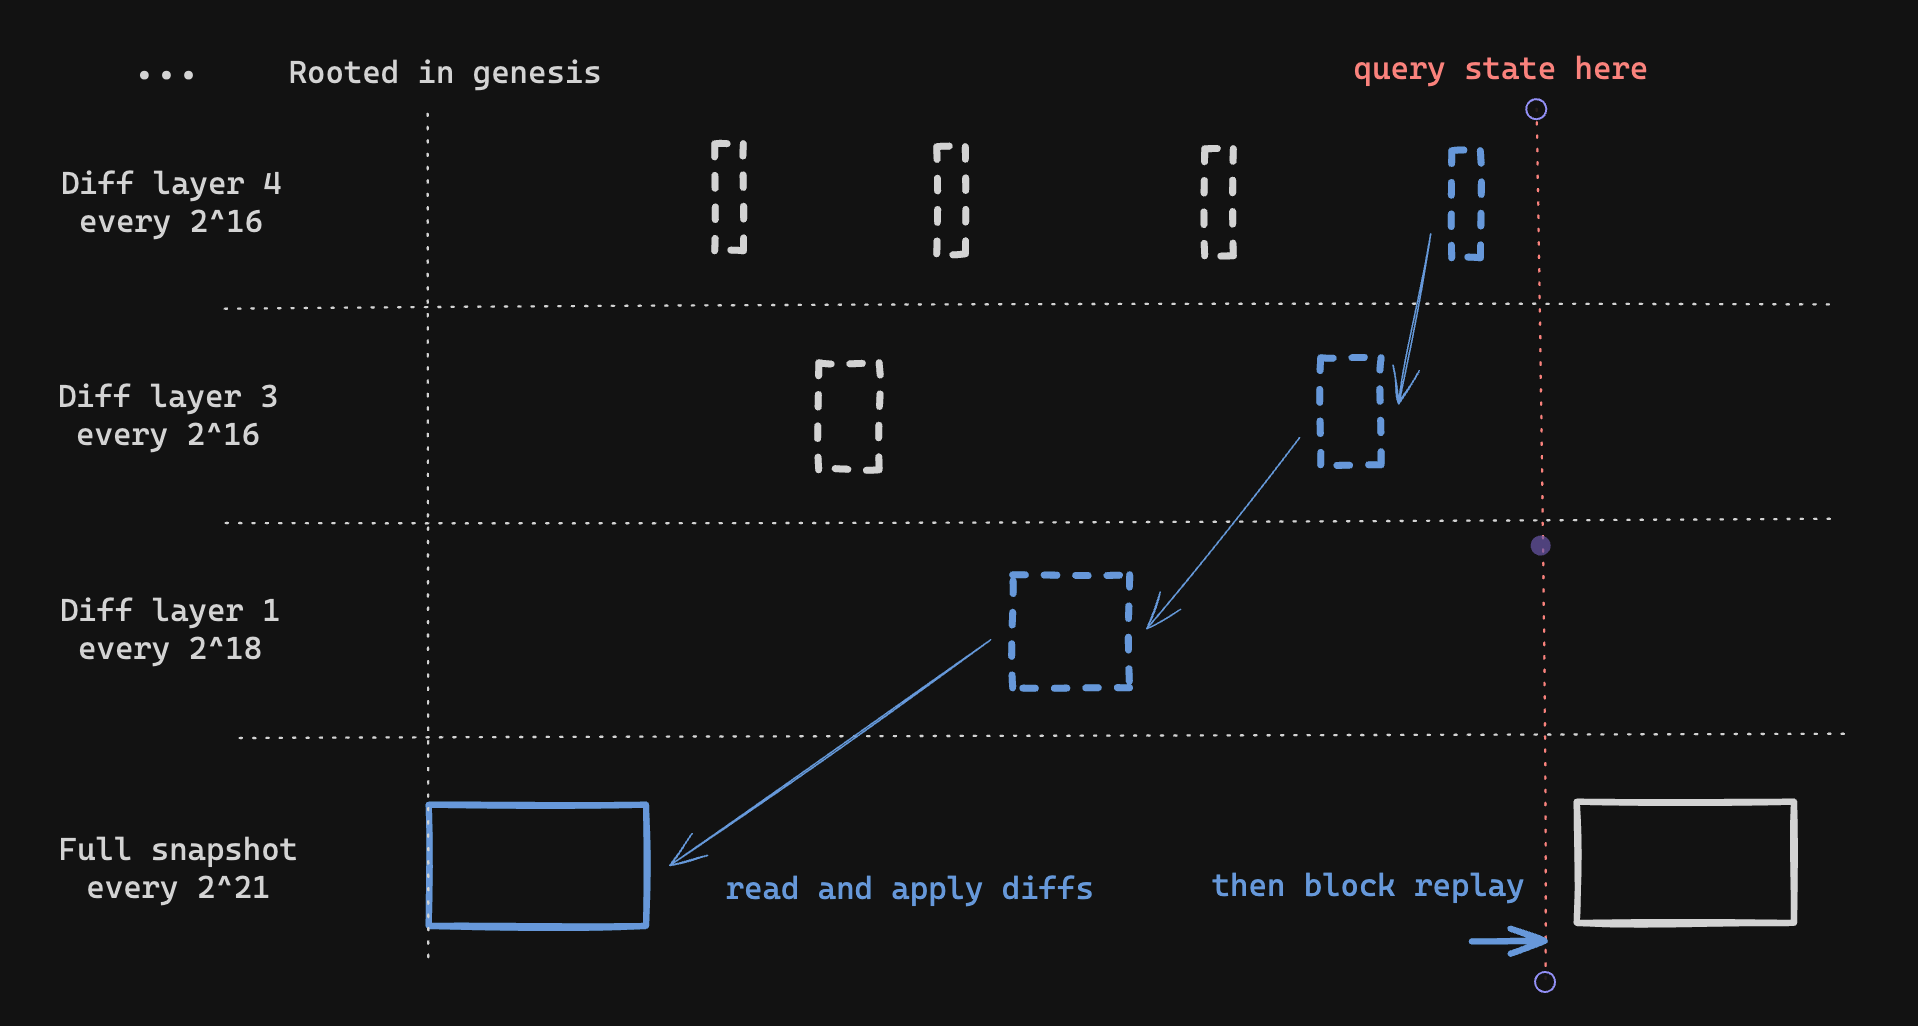 ... Rooted in genesis
query state here
Diff layer 4
every 2^16
Diff layer 3
every 2^16
Diff layer 1
every 2^18
Full snapshot
every 2^21
read and apply diffs
then block replay